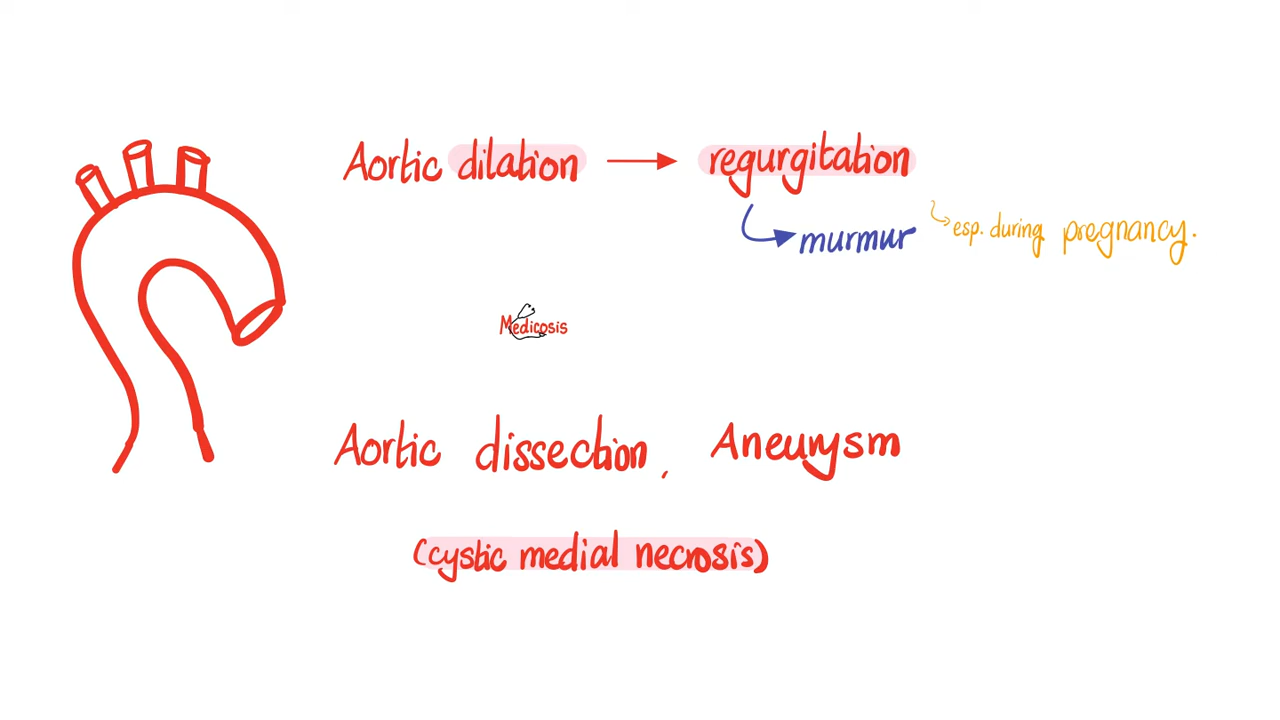 Aortic dilation → regurgitation
murmur
esp. during pregnancy.
Medicosis
Aortic dissection, Aneurysm
(cystic medial necrosis)